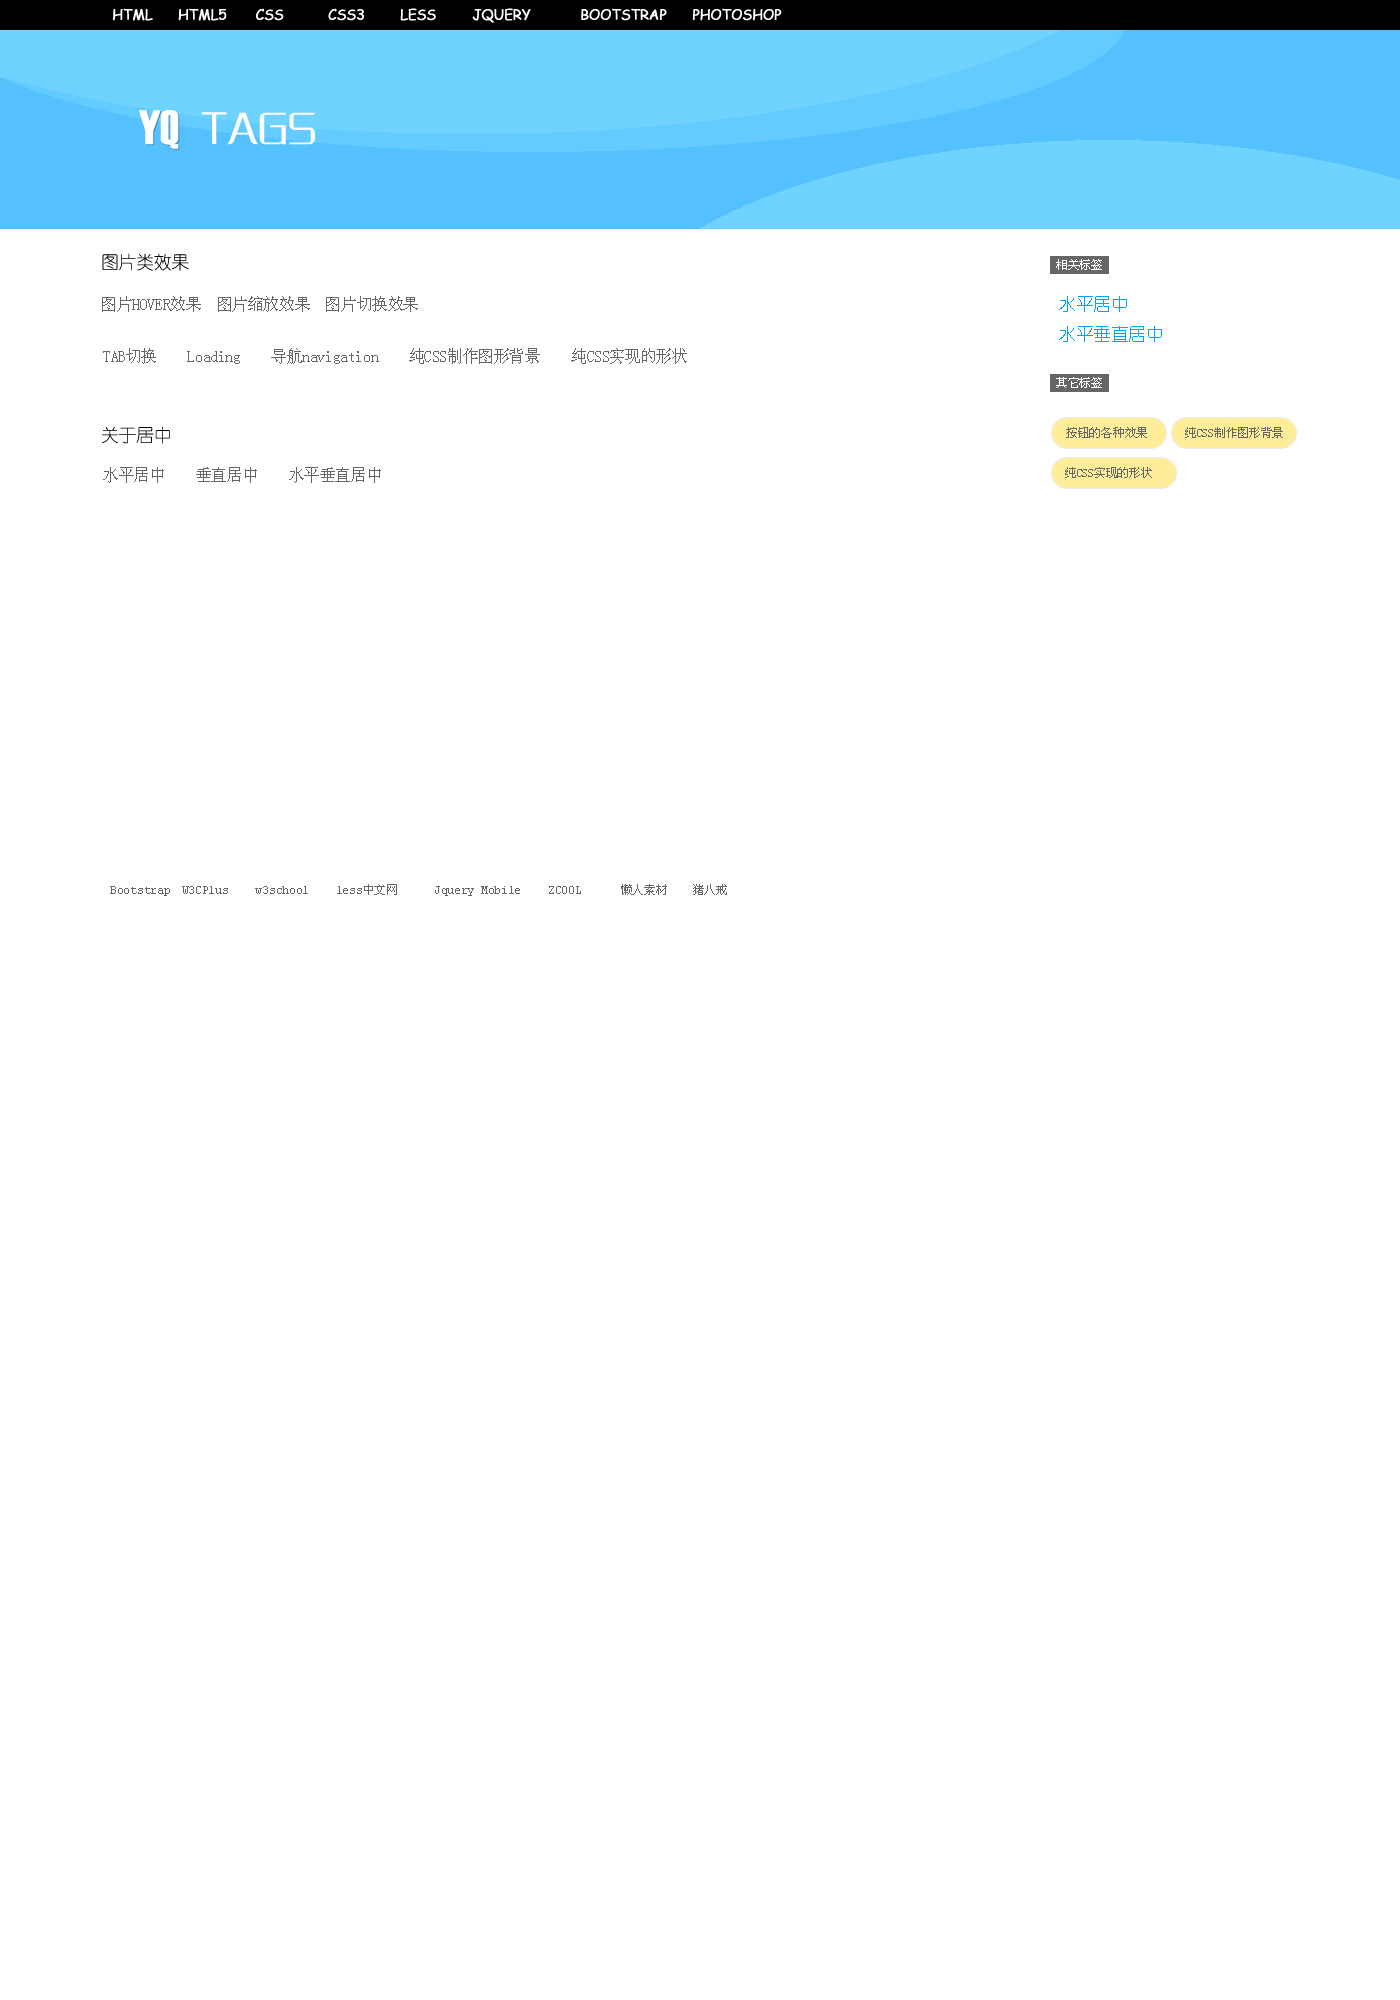 HTML HTML5 CSS CSS3 LESS JQUERY BOOTSTRAP PHOTOSHOP
YQ TAGS
图片类效果
图片HOVER效果 图片缩放效果 图片切换效果
TAB切换 Loading 导航navigation 纯CSS制作图形背景 纯CSS实现的形状
关于居中
水平居中 垂直居中 水平垂直居中
相关标签
水平居中
水平垂直居中
其它标签
按钮的各种效果 纯CSS制作图形背景
纯CSS实现的形状
Bootstrap W3CPlus w3school less中文网 Jquery Mobile ZCOOL 懒人素材 猪八戒